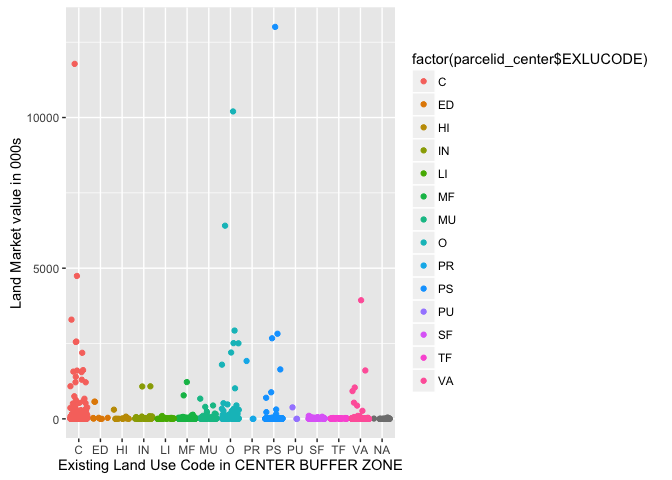 factor(parcelid_center$EXLUCODE)
C
ED
HI
IN
LI
MF
MU
O
PR
PS
PU
SF
TF
VA
Land Market value in 000s
10000
5000
0
C ED HI IN LI MF MU O PR PS PU SF TF VA NA
Existing Land Use Code in CENTER BUFFER ZONE